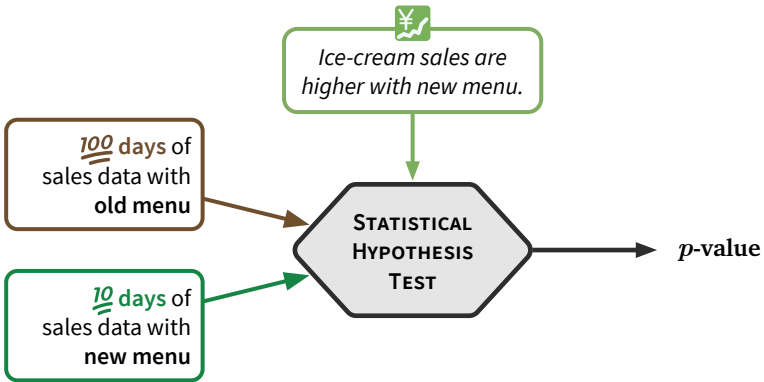 ¥
Ice-cream sales are
higher with new menu.
100 days of
sales data with
old menu
STATISTICAL
HYPOTHESIS
TEST
p-value
10 days of
sales data with
new menu